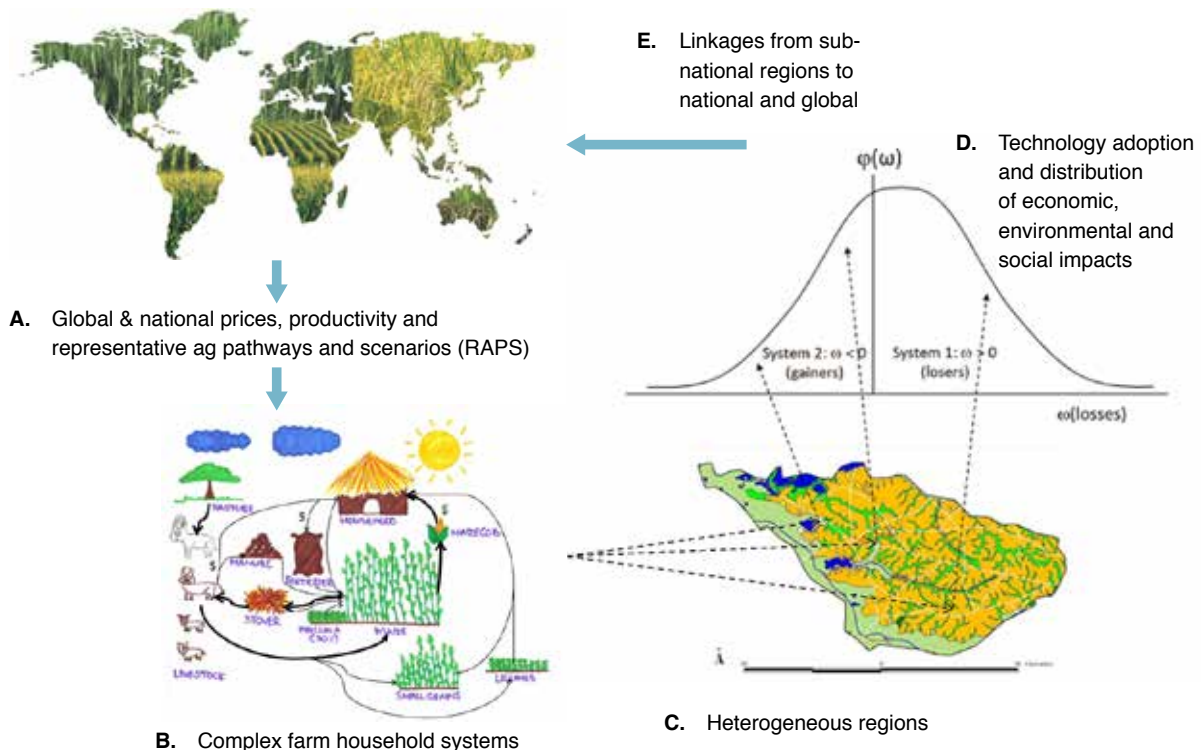 E. Linkages from sub-
national regions to
national and global
φ(ω)
D. Technology adoption
and distribution
of economic,
environmental and
social impacts
A. Global & national prices, productivity and
representative ag pathways and scenarios (RAPS)
System 2: ω < 0
(gainers)
System 1: ω > 0
(losers)
ω(losses)
PASTURE
HOUSEHOLD
$
$
MANURE
$
STOVER
MAIZE
LIVESTOCK
SMALL GRAINS
LEGUMES
C. Heterogeneous regions
B. Complex farm household systems